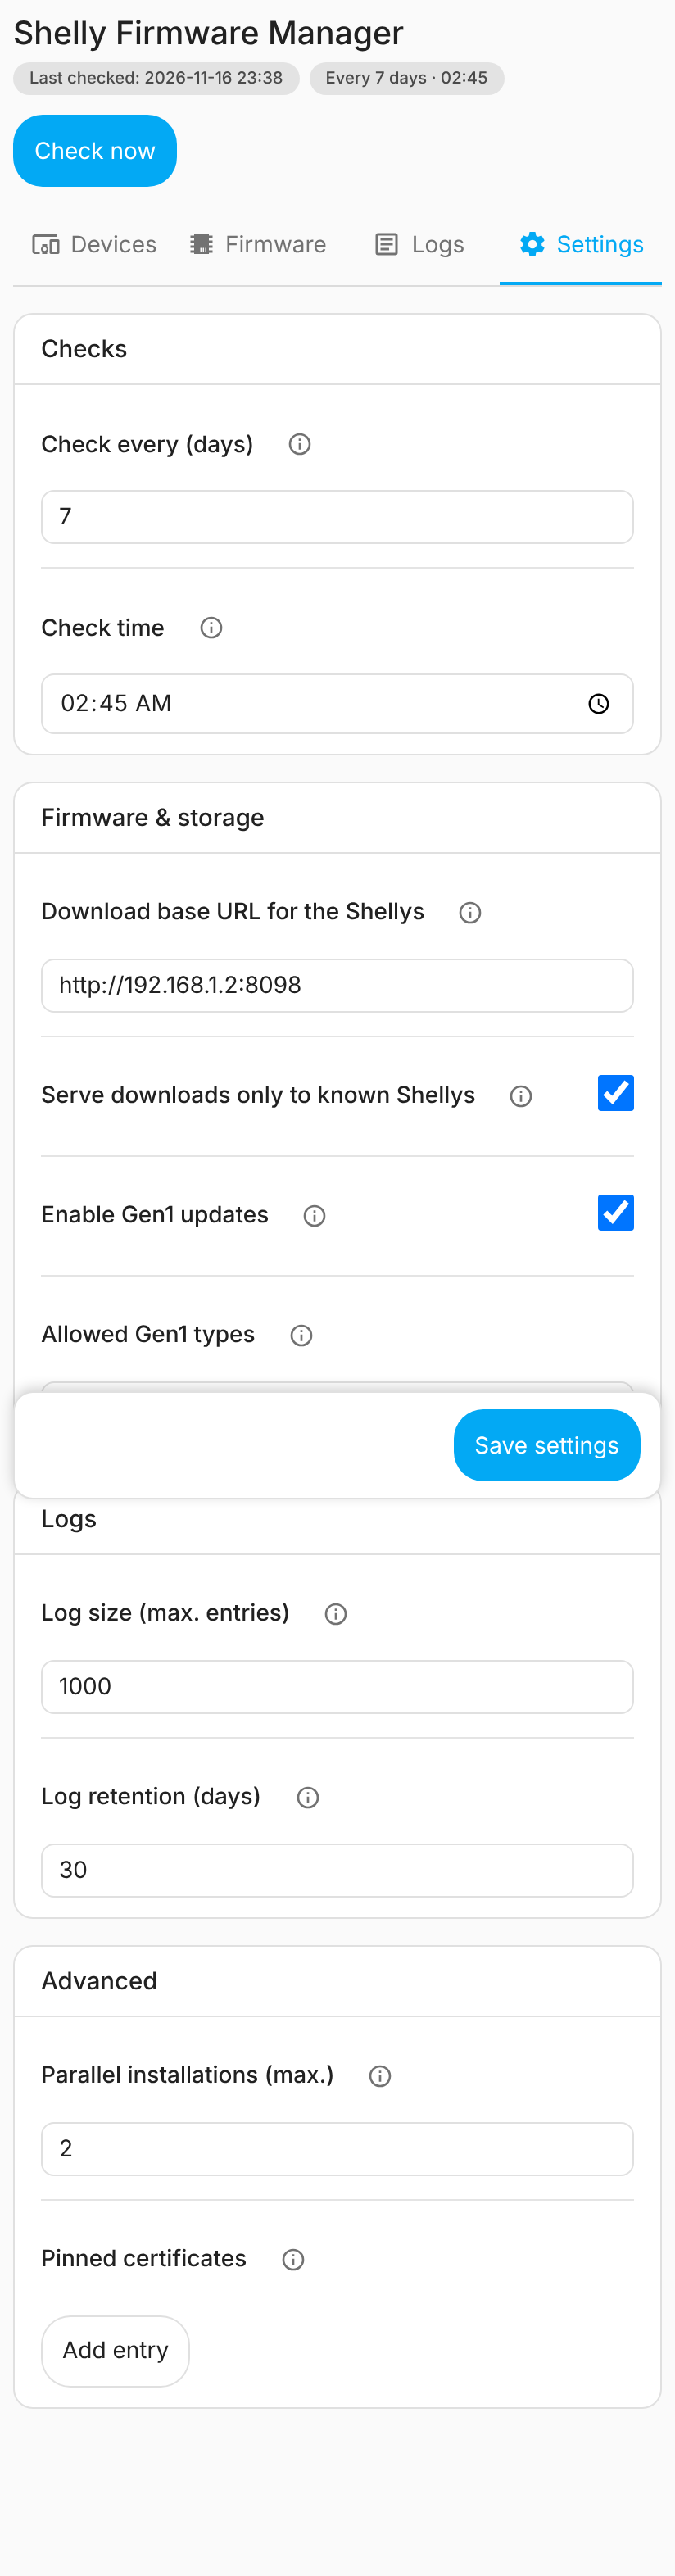 Shelly Firmware Manager
Last checked: 2026-11-16 23:38
Every 7 days · 02:45
Check now
Devices
Firmware
Logs
Settings
Checks
Check every (days)
7
Check time
02:45 AM
Firmware & storage
Download base URL for the Shellys
http://192.168.1.2:8098
Serve downloads only to known Shellys
Enable Gen1 updates
Allowed Gen1 types
Save settings
Logs
Log size (max. entries)
1000
Log retention (days)
30
Advanced
Parallel installations (max.)
2
Pinned certificates
Add entry